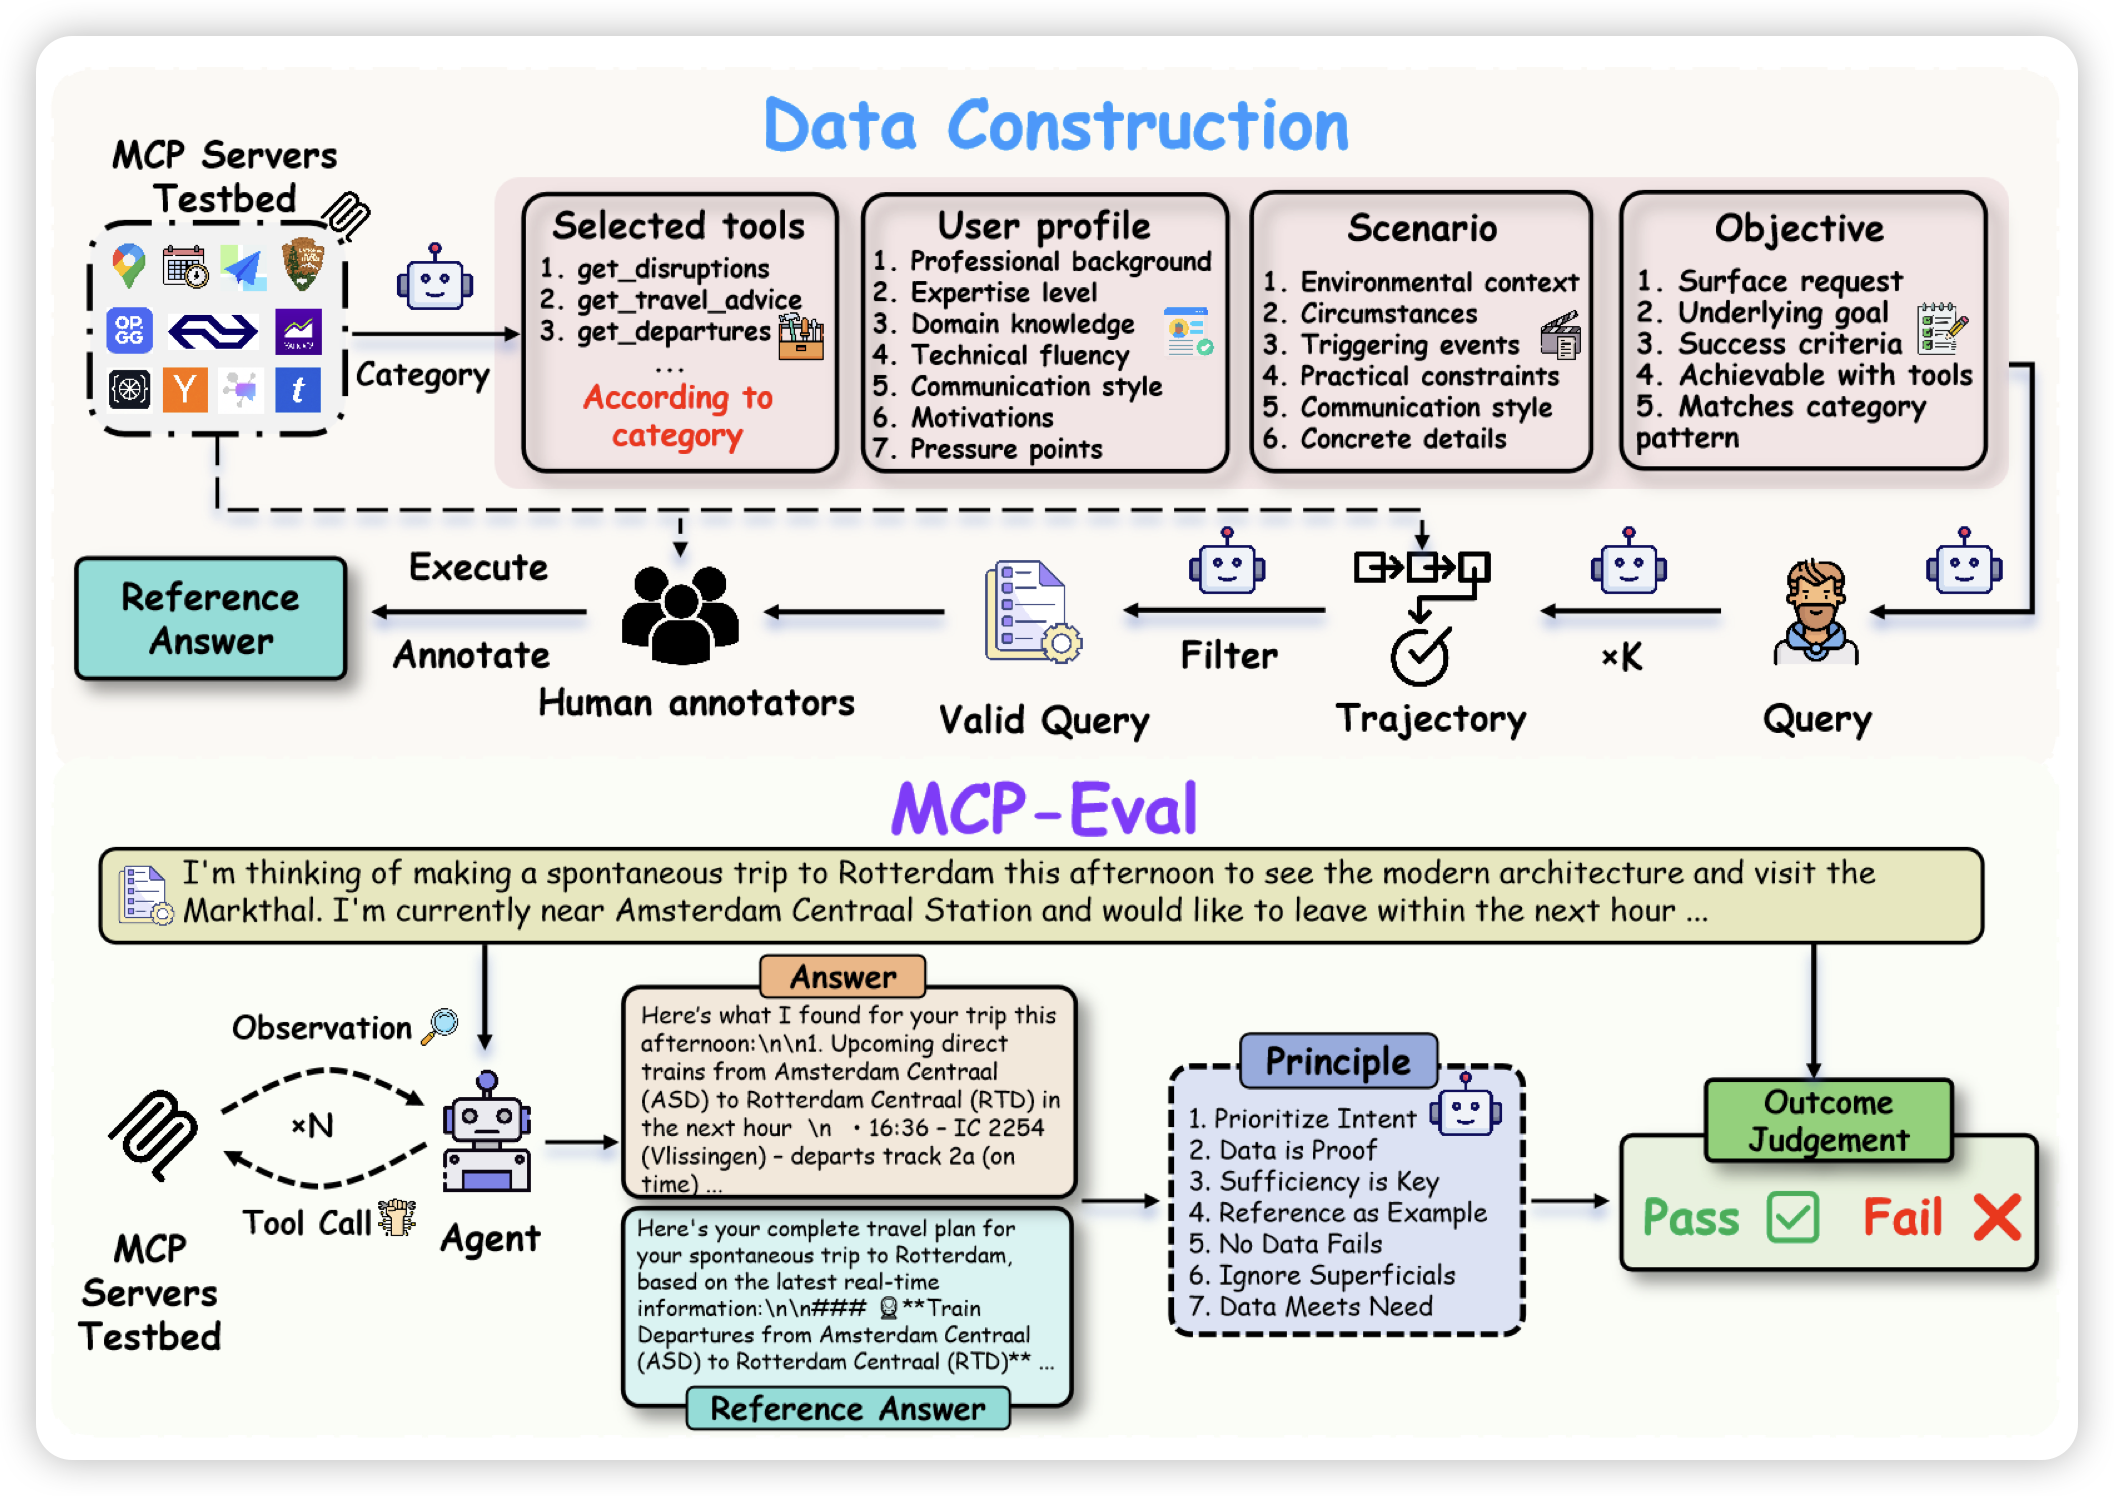 Data Construction
MCP Servers
Testbed
OP.
GG
YAHOO!
Y
t
Category
Selected tools
1. get_disruptions
2. get_travel_advice
3. get_departures
...
According to
category
User profile
1. Professional background
2. Expertise level
3. Domain knowledge
4. Technical fluency
5. Communication style
6. Motivations
7. Pressure points
Scenario
1. Environmental context
2. Circumstances
3. Triggering events
4. Practical constraints
5. Communication style
6. Concrete details
Objective
1. Surface request
2. Underlying goal
3. Success criteria
4. Achievable with tools
5. Matches category
pattern
Reference
Answer
Execute
Annotate
Human annotators
Valid Query
Filter
Trajectory
×K
Query
MCP-Eval
I'm thinking of making a spontaneous trip to Rotterdam this afternoon to see the modern architecture and visit the
Markthal. I'm currently near Amsterdam Centraal Station and would like to leave within the next hour ...
Observation
×N
Tool Call
MCP
Servers
Testbed
Agent
Answer
Here's what I found for your trip this
afternoon:\n\n1. Upcoming direct
trains from Amsterdam Centraal
(ASD) to Rotterdam Centraal (RTD) in
the next hour \n • 16:36 – IC 2254
(Vlissingen) – departs track 2a (on
time) ...
Here's your complete travel plan for
your spontaneous trip to Rotterdam,
based on the latest real-time
information:\n\n### 🚆**Train
Departures from Amsterdam Centraal
(ASD) to Rotterdam Centraal (RTD)** ...
Reference Answer
Principle
1. Prioritize Intent
2. Data is Proof
3. Sufficiency is Key
4. Reference as Example
5. No Data Fails
6. Ignore Superficials
7. Data Meets Need
Outcome
Judgement
Pass
Fail